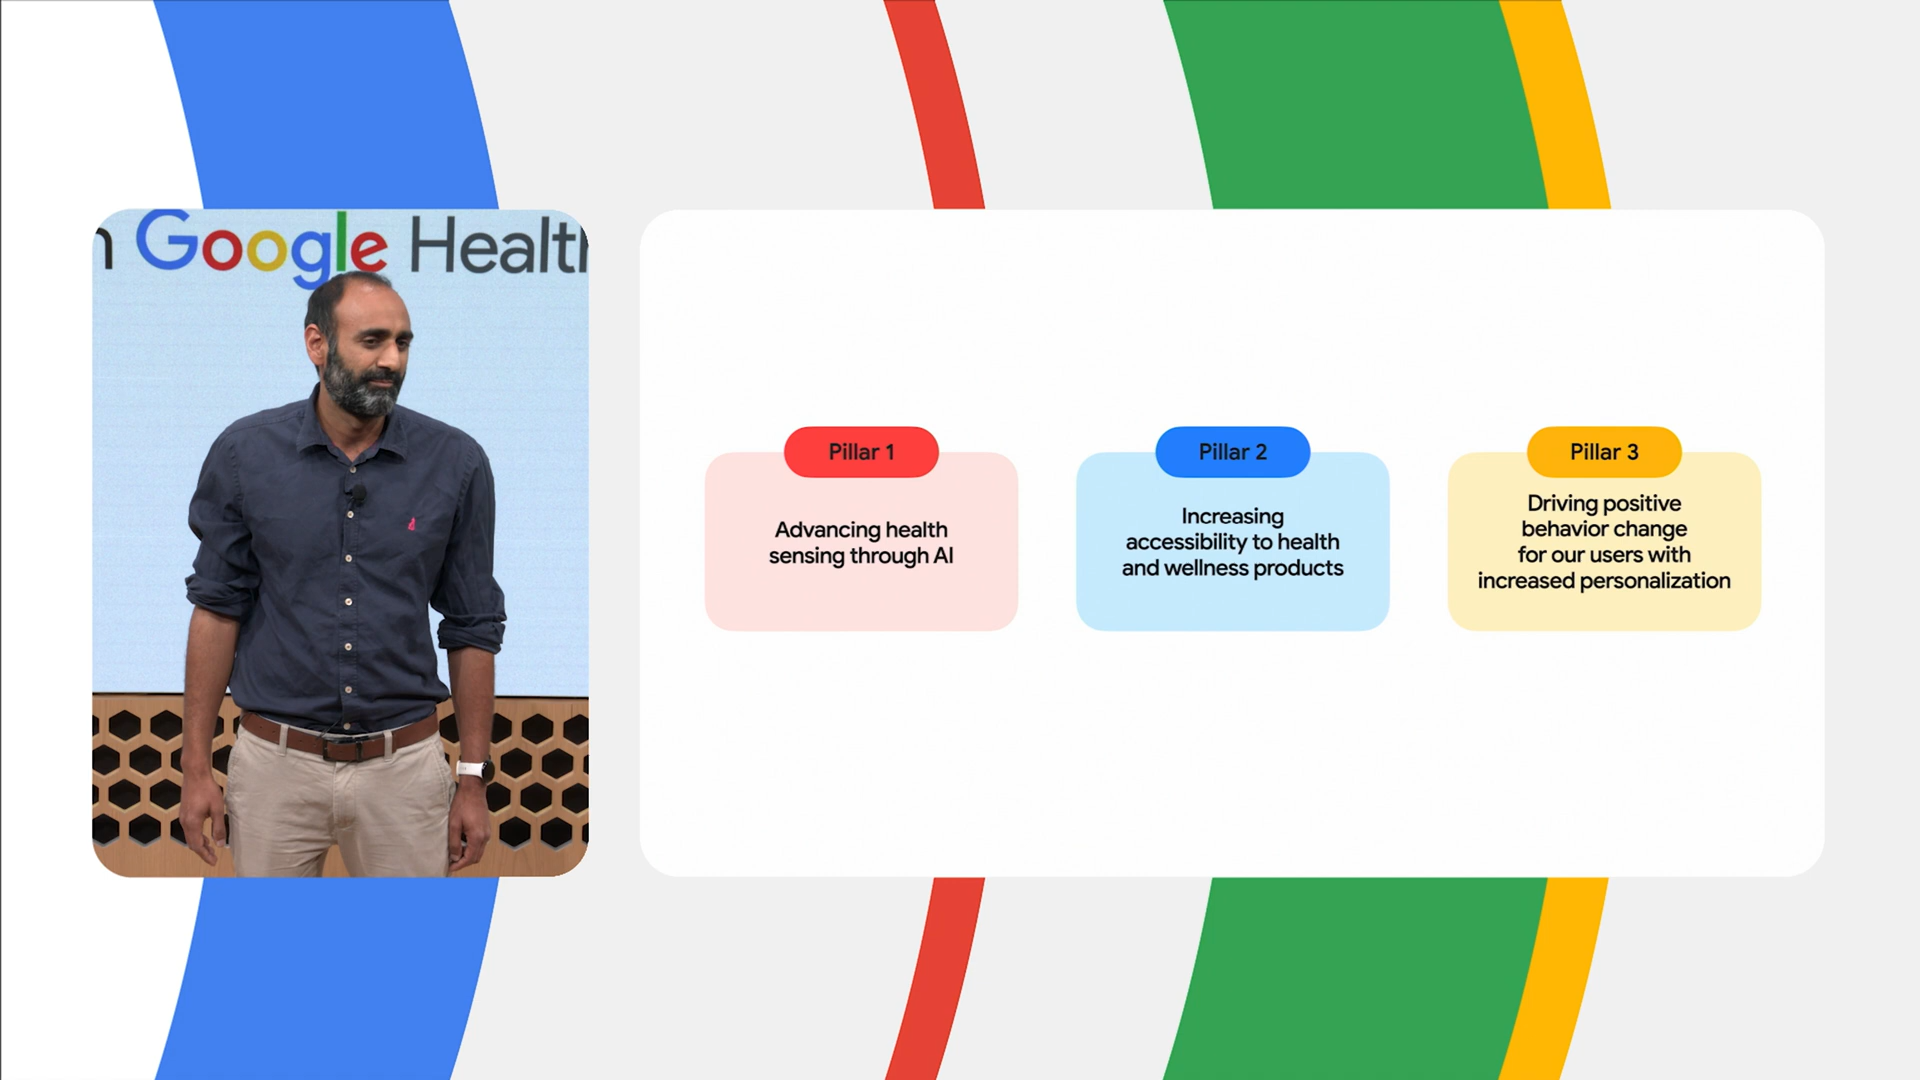 Google Health
Pillar 1
Advancing health
sensing through AI
Pillar 2
Increasing
accessibility to health
and wellness products
Pillar 3
Driving positive
behavior change
for our users with
increased personalization